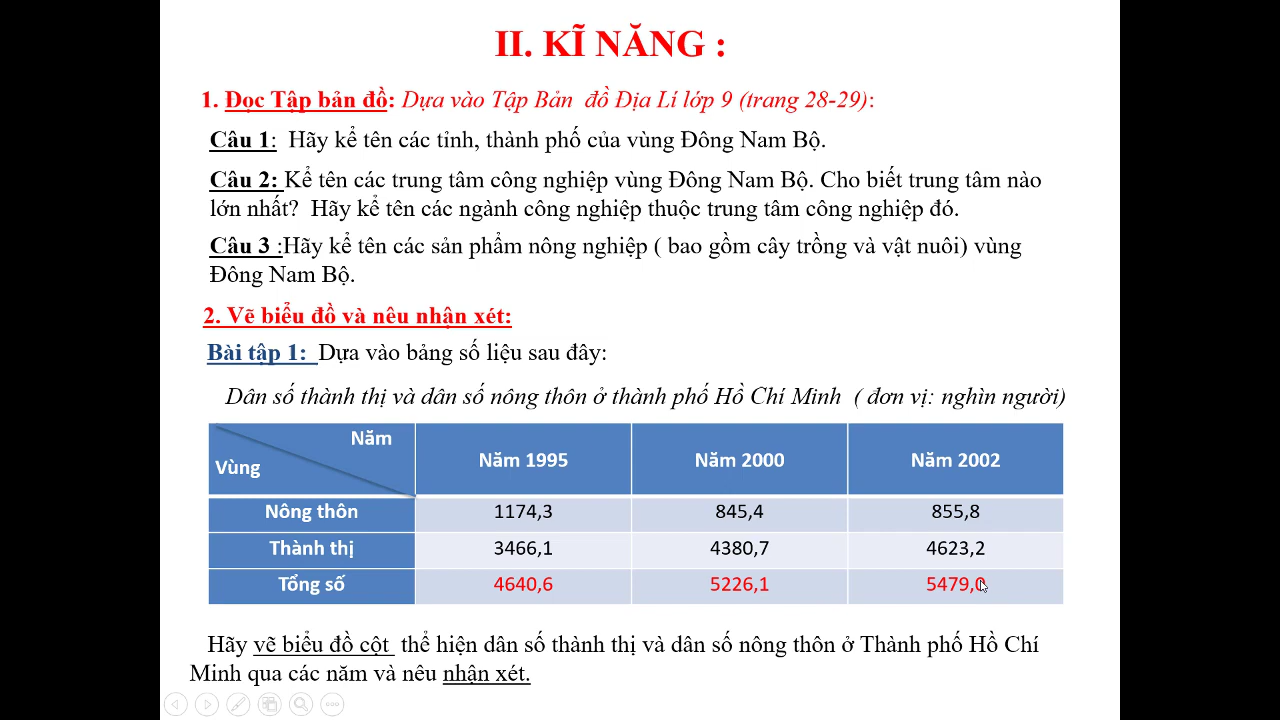 II. KĨ NĂNG :
1. Đọc Tập bản đồ: Dựa vào Tập Bản đồ Địa Lí lớp 9 (trang 28-29):
Câu 1: Hãy kể tên các tỉnh, thành phố của vùng Đông Nam Bộ.
Câu 2: Kể tên các trung tâm công nghiệp vùng Đông Nam Bộ. Cho biết trung tâm nào
lớn nhất? Hãy kể tên các ngành công nghiệp thuộc trung tâm công nghiệp đó.
Câu 3 :Hãy kể tên các sản phẩm nông nghiệp ( bao gồm cây trồng và vật nuôi) vùng
Đông Nam Bộ.
2. Vẽ biểu đồ và nêu nhận xét:
Bài tập 1: Dựa vào bảng số liệu sau đây:
Dân số thành thị và dân số nông thôn ở thành phố Hồ Chí Minh ( đơn vị: nghìn người)
Năm
Vùng
Năm 1995 Năm 2000 Năm 2002
Nông thôn 1174,3 845,4 855,8
Thành thị 3466,1 4380,7 4623,2
Tổng số 4640,6 5226,1 5479,0
Hãy vẽ biểu đồ cột thể hiện dân số thành thị và dân số nông thôn ở Thành phố Hồ Chí
Minh qua các năm và nêu nhận xét.